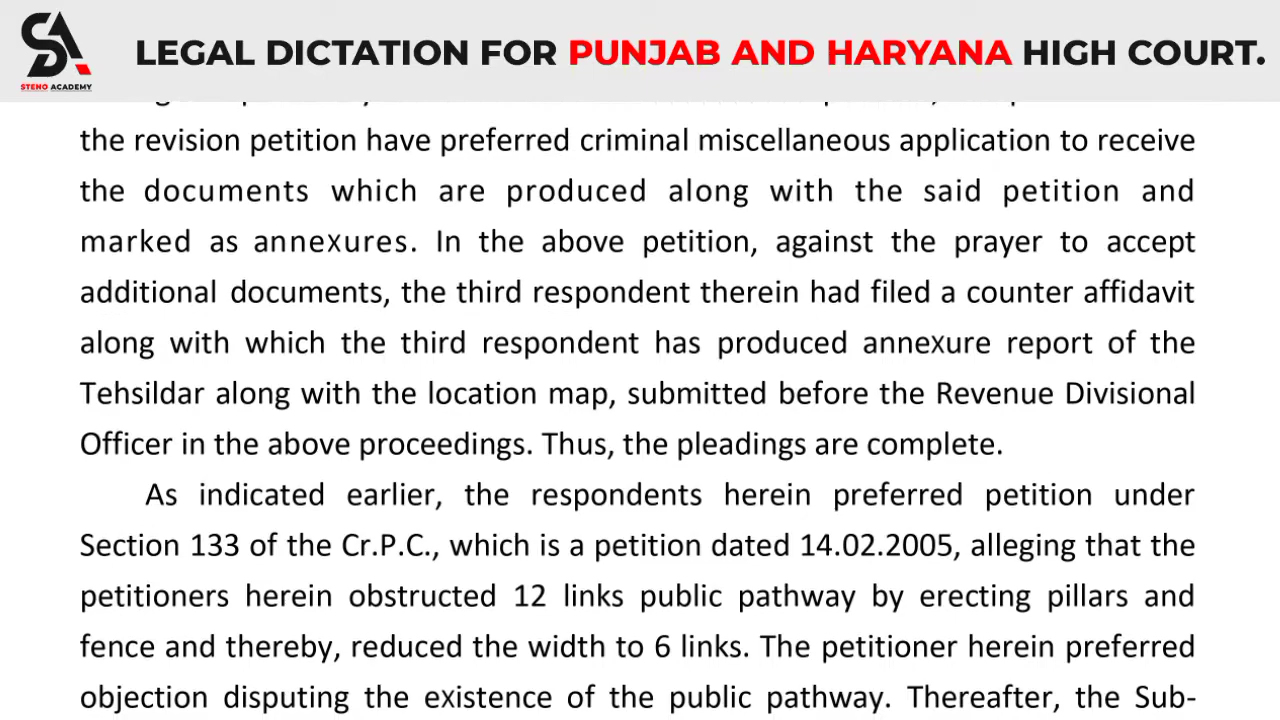 STENO ACADEMY
LEGAL DICTATION FOR PUNJAB AND HARYANA HIGH COURT.
the revision petition have preferred criminal miscellaneous application to receive
the documents which are produced along with the said petition and
marked as annexures. In the above petition, against the prayer to accept
additional documents, the third respondent therein had filed a counter affidavit
along with which the third respondent has produced annexure report of the
Tehsildar along with the location map, submitted before the Revenue Divisional
Officer in the above proceedings. Thus, the pleadings are complete.
As indicated earlier, the respondents herein preferred petition under
Section 133 of the Cr.P.C., which is a petition dated 14.02.2005, alleging that the
petitioners herein obstructed 12 links public pathway by erecting pillars and
fence and thereby, reduced the width to 6 links. The petitioner herein preferred
objection disputing the existence of the public pathway. Thereafter, the Sub-